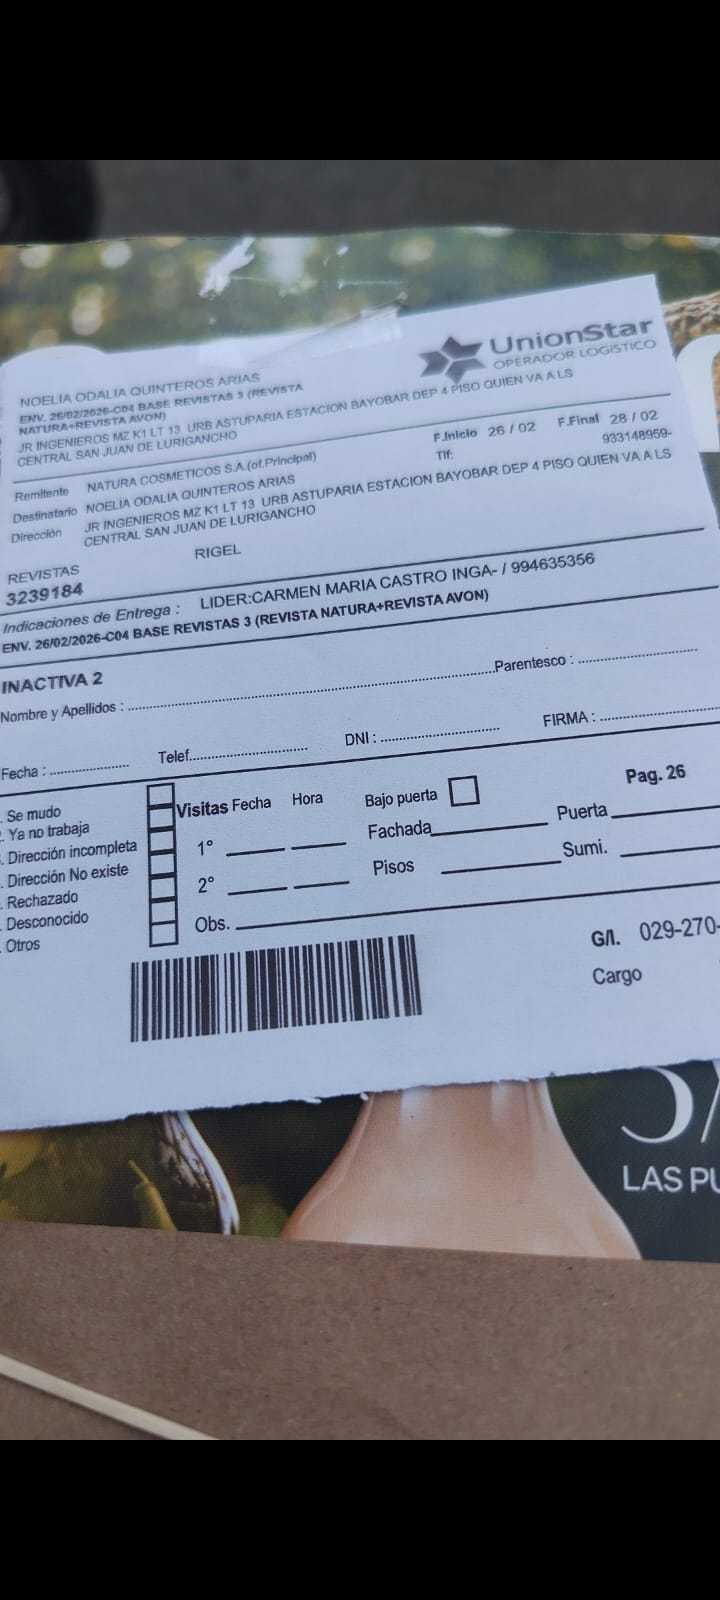 UnionStar
OPERADOR LOGISTICO
NOELIA ODALIA QUINTEROS ARIAS
ENV. 26/02/2026-C04 BASE REVISTAS 3 (REVISTA
NATURA+REVISTA AVON)
JR INGENIEROS MZ K1 LT 13 URB ASTUPARIA ESTACION BAYOBAR DEP 4 PISO QUIEN VA A LS
CENTRAL SAN JUAN DE LURIGANCHO
F.Inicio 26 / 02 F.Final 28 / 02
Remitente NATURA COSMETICOS S.A.(of.Principal) Tlf: 933148959-
Destinatario NOELIA ODALIA QUINTEROS ARIAS
Dirección JR INGENIEROS MZ K1 LT 13 URB ASTUPARIA ESTACION BAYOBAR DEP 4 PISO QUIEN VA A LS
CENTRAL SAN JUAN DE LURIGANCHO
REVISTAS RIGEL
3239184
Indicaciones de Entrega : LIDER:CARMEN MARIA CASTRO INGA- / 994635356
ENV. 26/02/2026-C04 BASE REVISTAS 3 (REVISTA NATURA+REVISTA AVON)
INACTIVA 2
Nombre y Apellidos : Parentesco :
Fecha : Telef. DNI : FIRMA :
. Se mudo
. Ya no trabaja
. Dirección incompleta
. Dirección No existe
. Rechazado
. Desconocido
. Otros
Visitas Fecha Hora Bajo puerta Pag. 26
1° Fachada Puerta
2° Pisos Sumi.
Obs.
G/I. 029-270-
Cargo
LAS PU